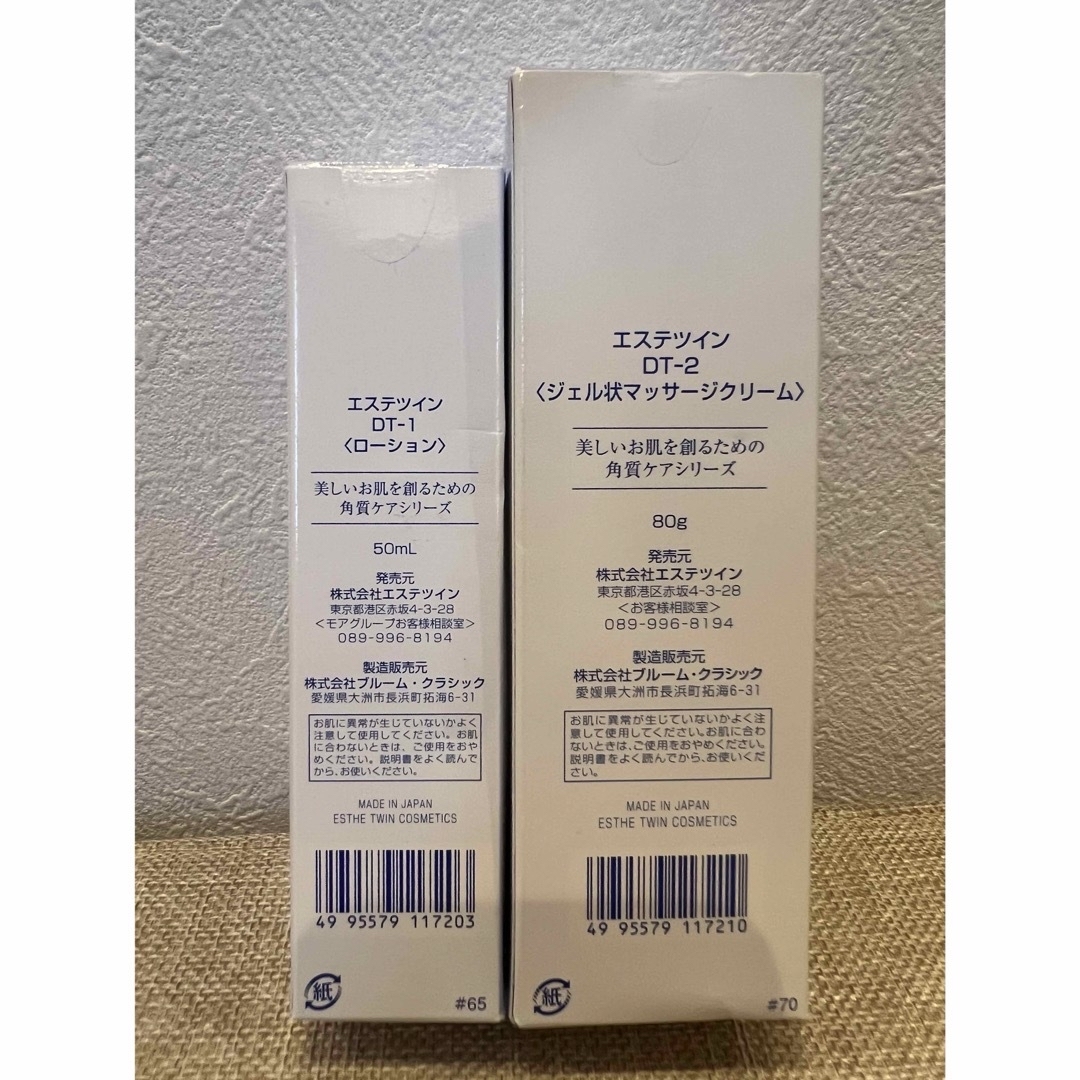 エステツイン
DT-1
〈ローション〉
美しいお肌を創るための
角質ケアシリーズ
50mL
発売元
株式会社エステツイン
東京都港区赤坂4-3-28
<モアグループお客様相談室>
089-996-8194
製造販売元
株式会社ブルーム・クラシック
愛媛県大洲市長浜町拓海6-31
お肌に異常が生じていないかよく
注意して使用してください。お肌
に合わないときは、ご使用をおや
めください。説明書をよく読んで
から、お使いください。
MADE IN JAPAN
ESTHE TWIN COSMETICS
4 995579 117203
紙
#65
エステツイン
DT-2
〈ジェル状マッサージクリーム〉
美しいお肌を創るための
角質ケアシリーズ
80g
発売元
株式会社エステツイン
東京都港区赤坂4-3-28
<お客様相談室>
089-996-8194
製造販売元
株式会社ブルーム・クラシック
愛媛県大洲市長浜町拓海6-31
お肌に異常が生じていないかよく注
意して使用してください。お肌に合わ
ないときは、ご使用をおやめください。
説明書をよく読んでから、お使いくだ
さい。
MADE IN JAPAN
ESTHE TWIN COSMETICS
4 995579 117210
紙
#70